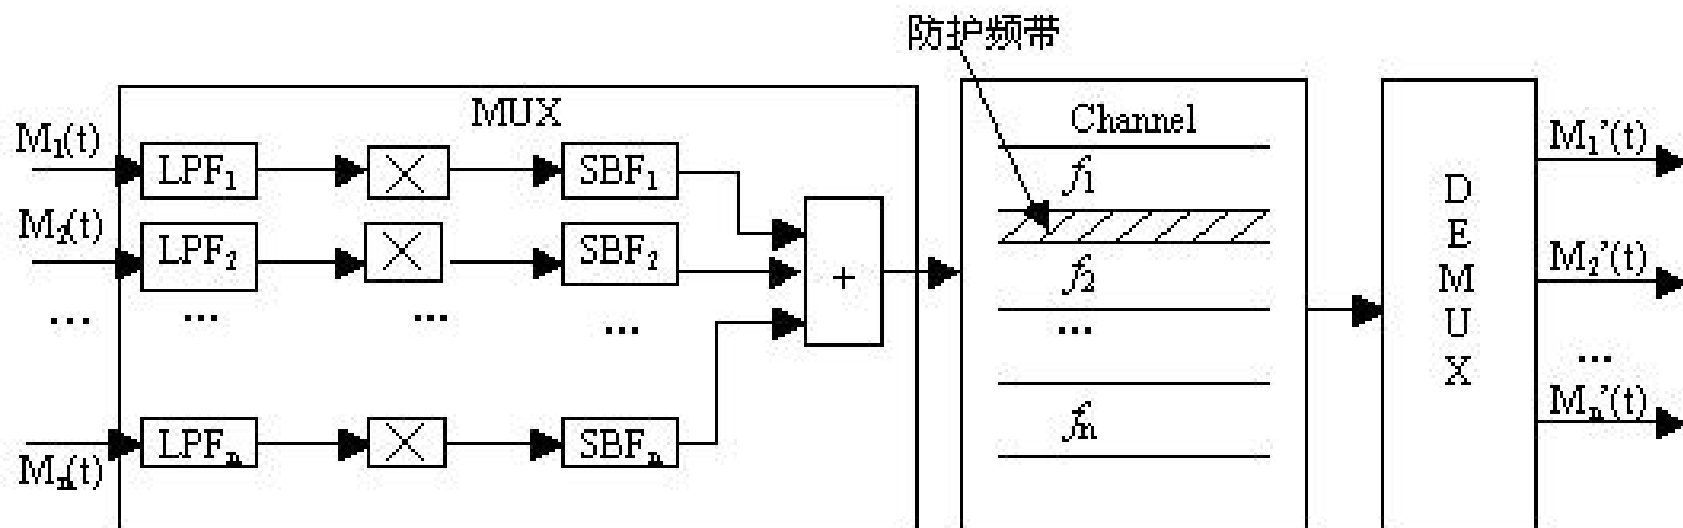 防护频带
MUX
Channel
M₁(t)
LPF₁
×
SBF₁
f₁
M₁’(t)
M₂(t)
LPF₂
×
SBF₂
+
f₂
M₂’(t)
...
...
...
...
...
...
Mₙ(t)
LPFₙ
×
SBFₙ
fₙ
Mₙ’(t)
D
E
M
U
X